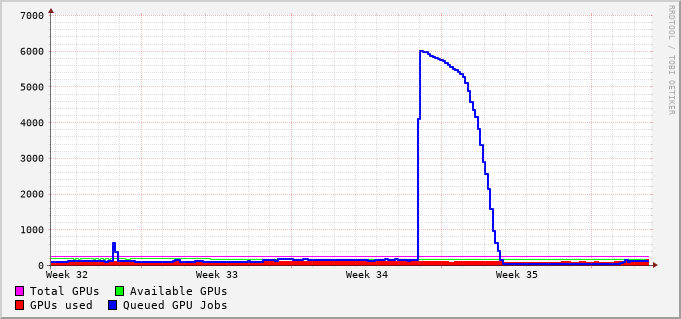 7000
6000
5000
4000
3000
2000
1000
0
Week 32 Week 33 Week 34 Week 35
Total GPUs Available GPUs
GPUs used Queued GPU Jobs
RRDTOOL / TOBI OETIKER